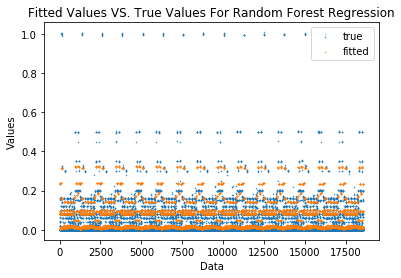 Fitted Values VS. True Values For Random Forest Regression
true
fitted
Values
1.0
0.8
0.6
0.4
0.2
0.0
0 2500 5000 7500 10000 12500 15000 17500
Data